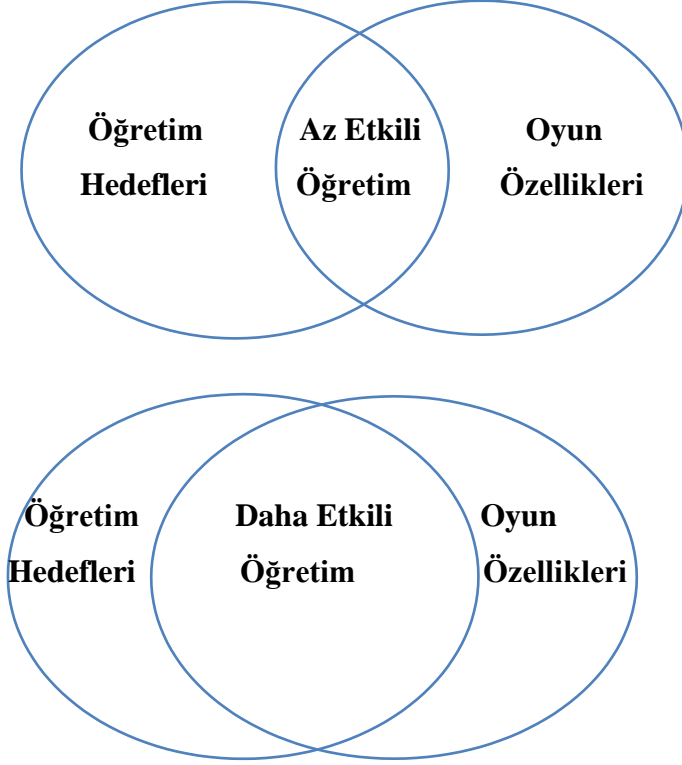 Öğretim
Hedefleri
Az Etkili
Öğretim
Oyun
Özellikleri
Öğretim
Hedefleri
Daha Etkili
Öğretim
Oyun
Özellikleri